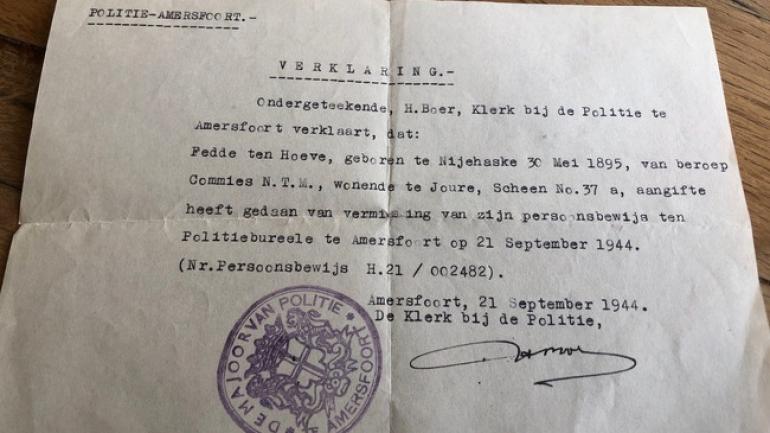 POLITIE-AMERSFOORT.-
VERKLARING.-
Ondergeteekende, H.Boer, Klerk bij de Politie te
Amersfoort verklaart, dat:
Fedde ten Hoeve, geboren te Nijehaske 30 Mei 1895, van beroep
Commies N.T.M., wonende te Joure, Scheen No.37 a, aangifte
heeft gedaan van vermissing van zijn persoonsbewijs ten
Politiebureele te Amersfoort op 21 September 1944.
(Nr.Persoonsbewijs H.21 / 002482).
Amersfoort, 21 September 1944.
De Klerk bij de Politie,
DE MAJOOR VAN POLITIE * AMERSFOORT *